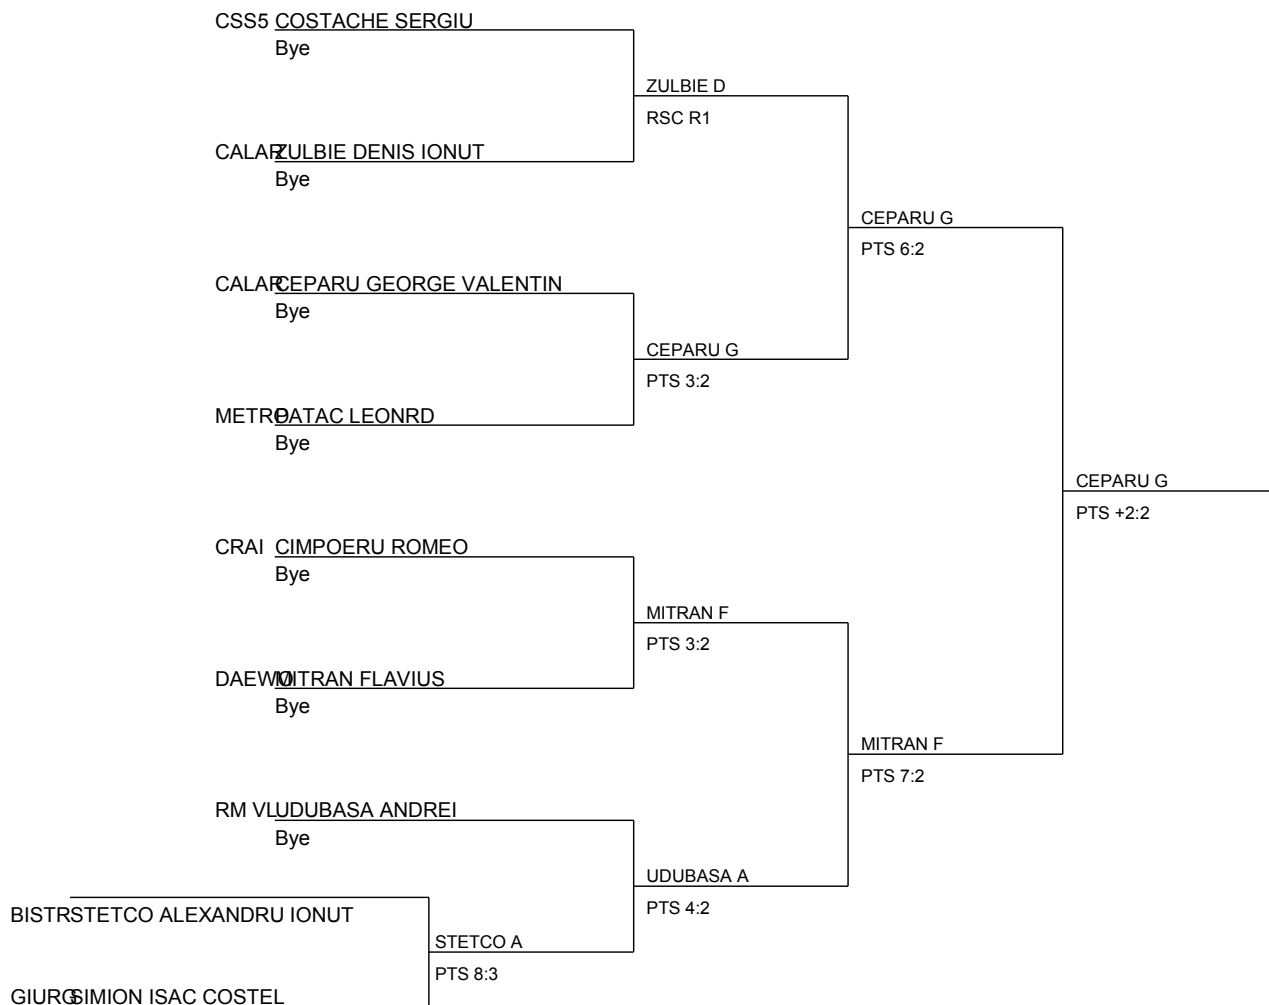 CSS5 COSTACHE SERGIU
Bye
ZULBIE D
RSC R1
CALAR ZULBIE DENIS IONUT
Bye
CEPARU G
PTS 6:2
CALAR CEPARU GEORGE VALENTIN
Bye
CEPARU G
PTS 3:2
METRO PATAC LEONRD
Bye
CEPARU G
PTS +2:2
CRAI CIMPOERU ROMEO
Bye
MITRAN F
PTS 3:2
DAEWO MITRAN FLAVIUS
Bye
MITRAN F
PTS 7:2
RM VL UDUBASA ANDREI
Bye
UDUBASA A
PTS 4:2
BISTR STETCO ALEXANDRU IONUT
STETCO A
PTS 8:3
GIURG SIMION ISAC COSTEL